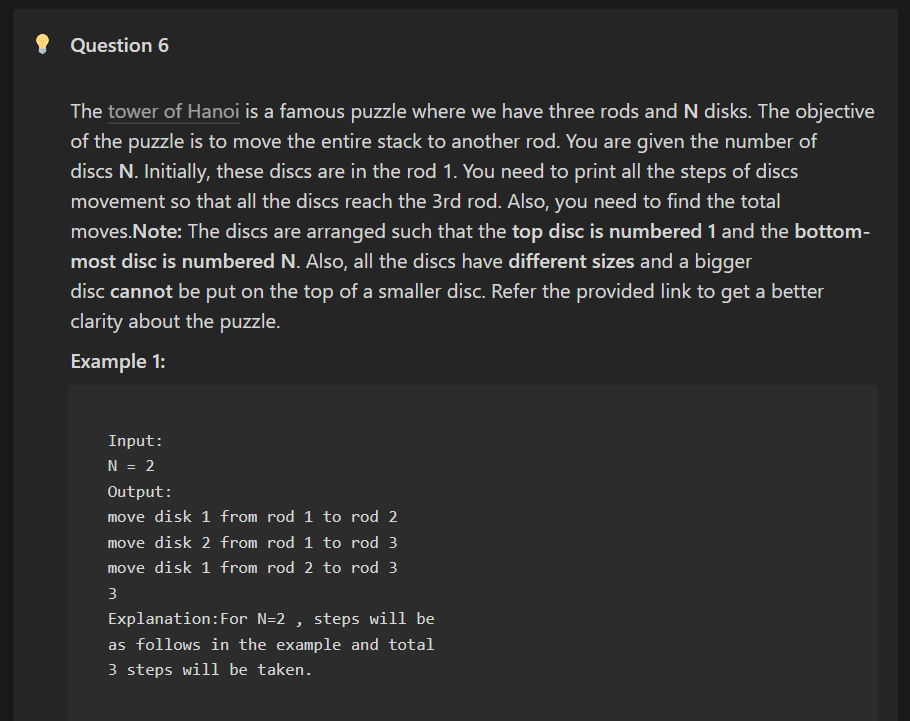 Question 6
The tower of Hanoi is a famous puzzle where we have three rods and N disks. The objective
of the puzzle is to move the entire stack to another rod. You are given the number of
discs N. Initially, these discs are in the rod 1. You need to print all the steps of discs
movement so that all the discs reach the 3rd rod. Also, you need to find the total
moves.Note: The discs are arranged such that the top disc is numbered 1 and the bottom-
most disc is numbered N. Also, all the discs have different sizes and a bigger
disc cannot be put on the top of a smaller disc. Refer the provided link to get a better
clarity about the puzzle.
Example 1:
Input:
N = 2
Output:
move disk 1 from rod 1 to rod 2
move disk 2 from rod 1 to rod 3
move disk 1 from rod 2 to rod 3
3
Explanation:For N=2 , steps will be
as follows in the example and total
3 steps will be taken.